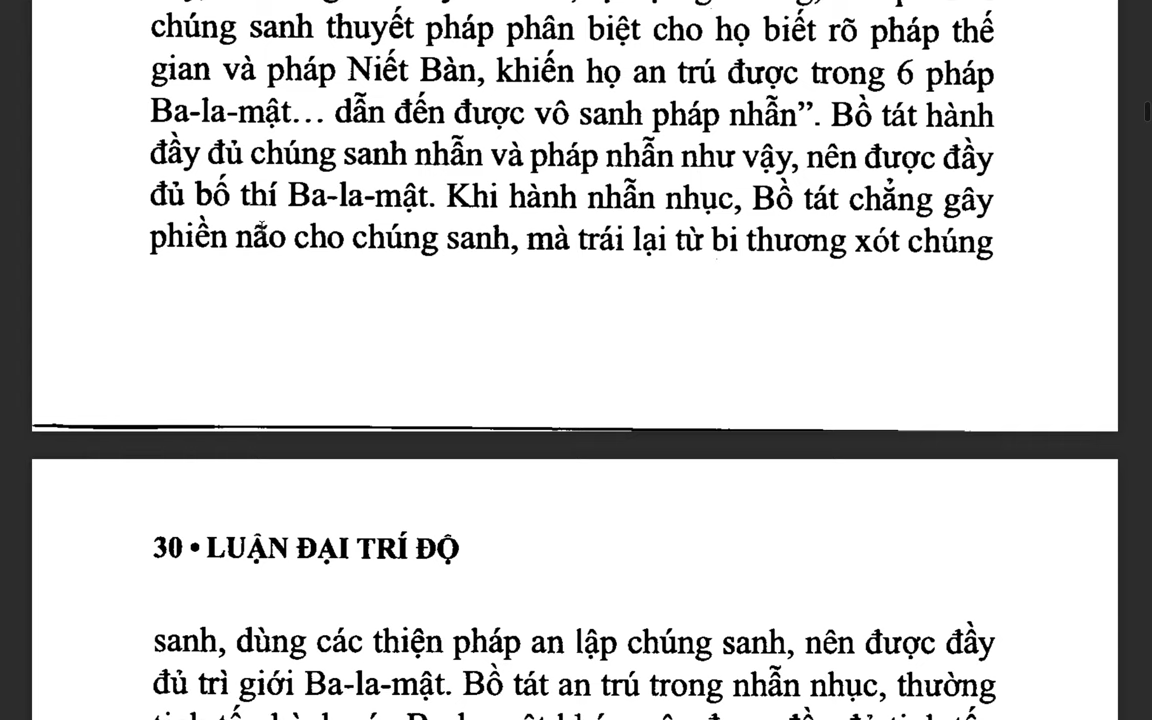 chúng sanh thuyết pháp phân biệt cho họ biết rõ pháp thế
gian và pháp Niết Bàn, khiến họ an trú được trong 6 pháp
Ba-la-mật… dẫn đến được vô sanh pháp nhẫn”. Bồ tát hành
đầy đủ chúng sanh nhẫn và pháp nhẫn như vậy, nên được đầy
đủ bố thí Ba-la-mật. Khi hành nhẫn nhục, Bồ tát chẳng gây
phiền não cho chúng sanh, mà trái lại từ bi thương xót chúng
30 • LUẬN ĐẠI TRÍ ĐỘ
sanh, dùng các thiện pháp an lập chúng sanh, nên được đầy
đủ trì giới Ba-la-mật. Bồ tát an trú trong nhẫn nhục, thường